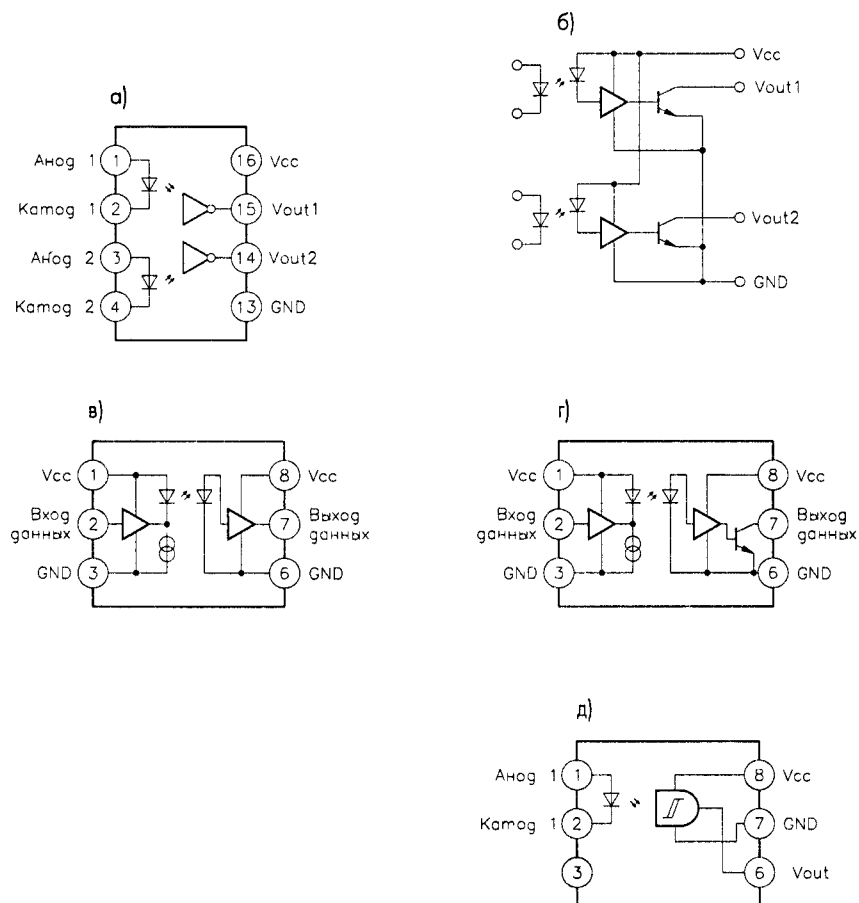 а)
Анод 1 1 16 Vcc
Катод 1 2 15 Vout1
Анод 2 3 14 Vout2
Катод 2 4 13 GND
б)
Vcc
Vout1
Vout2
GND
в)
Vcc 1 8 Vcc
Вход данных 2 7 Выход данных
GND 3 6 GND
г)
Vcc 1 8 Vcc
Вход данных 2 7 Выход данных
GND 3 6 GND
д)
Анод 1 1 8 Vcc
Катод 1 2 7 GND
3 6 Vout